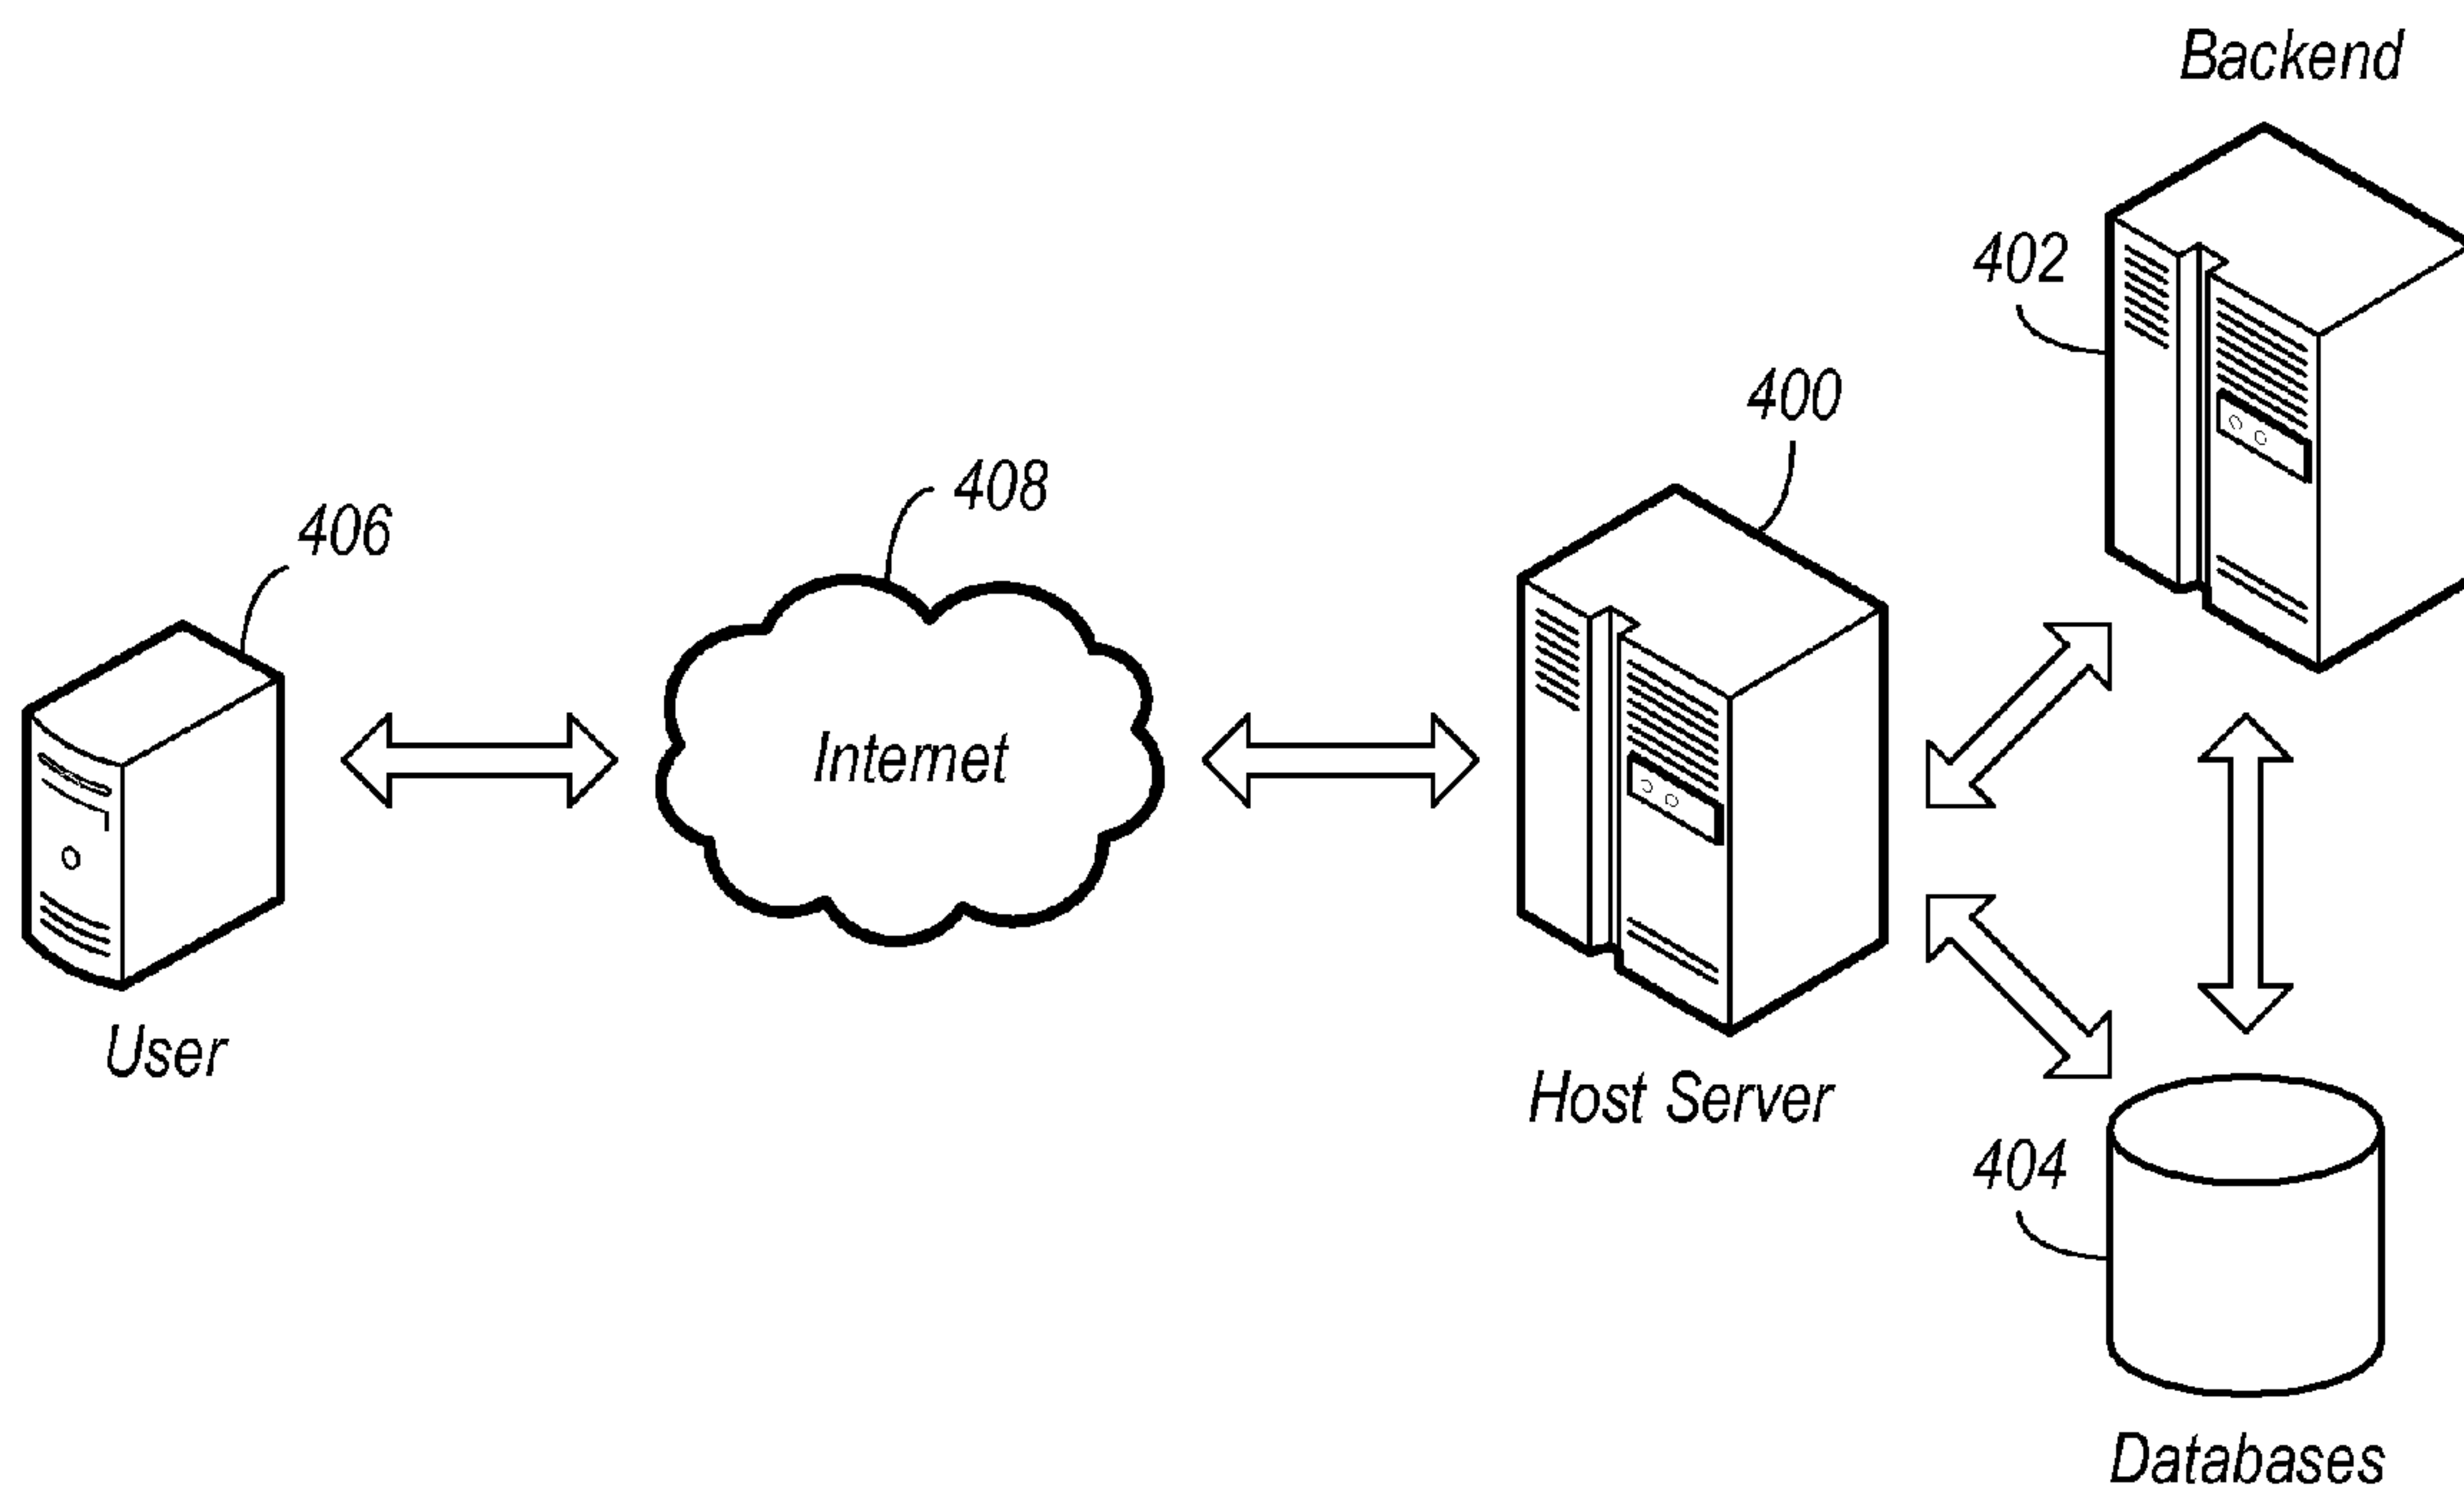 Backend
402
400
408
406
Internet
User
Host Server
404
Databases